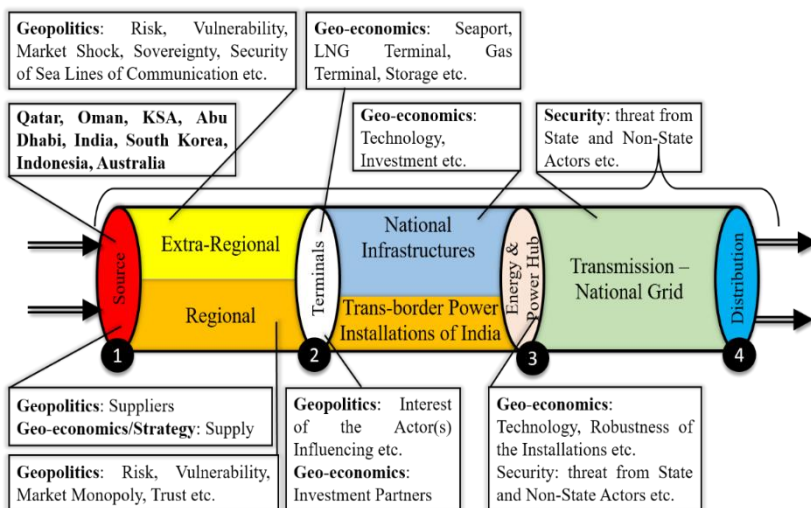 Geopolitics: Risk, Vulnerability,
Market Shock, Sovereignty, Security
of Sea Lines of Communication etc.
Geo-economics: Seaport,
LNG Terminal, Gas
Terminal, Storage etc.
Qatar, Oman, KSA, Abu
Dhabi, India, South Korea,
Indonesia, Australia
Geo-economics:
Technology,
Investment etc.
Security: threat from
State and Non-State
Actors etc.
Source
Extra-Regional
Regional
Terminals
National
Infrastructures
Trans-border Power
Installations of India
Energy &
Power Hub
Transmission –
National Grid
Distribution
1
2
3
4
Geopolitics: Suppliers
Geo-economics/Strategy: Supply
Geopolitics: Risk, Vulnerability,
Market Monopoly, Trust etc.
Geopolitics: Interest
of the Actor(s)
Influencing etc.
Geo-economics:
Investment Partners
Geo-economics:
Technology, Robustness of
the Installations etc.
Security: threat from State
and Non-State Actors etc.